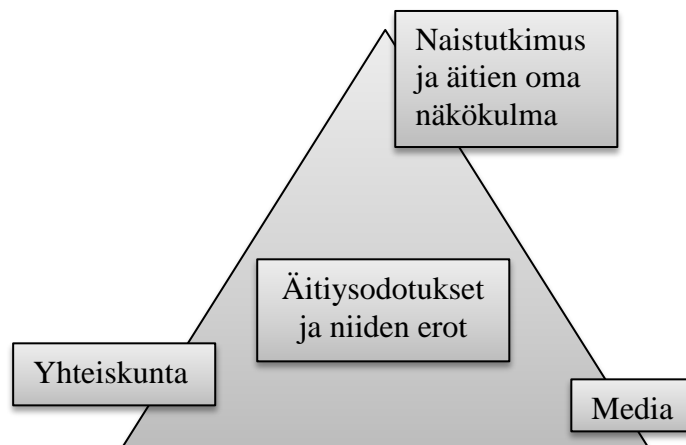 Naistutkimus
ja äitien oma
näkökulma
Äitiysodotukset
ja niiden erot
Yhteiskunta
Media